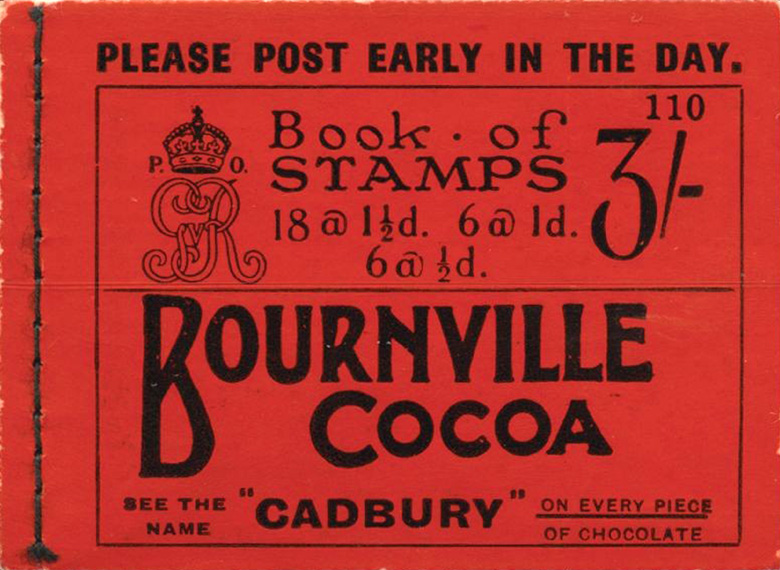 PLEASE POST EARLY IN THE DAY.
110
P. O.
GVR
Book · of
STAMPS
3/-
18 @ 1½d. 6 @ 1d.
6 @ ½d.
BOURNVILLE
COCOA
SEE THE NAME "CADBURY" ON EVERY PIECE OF CHOCOLATE